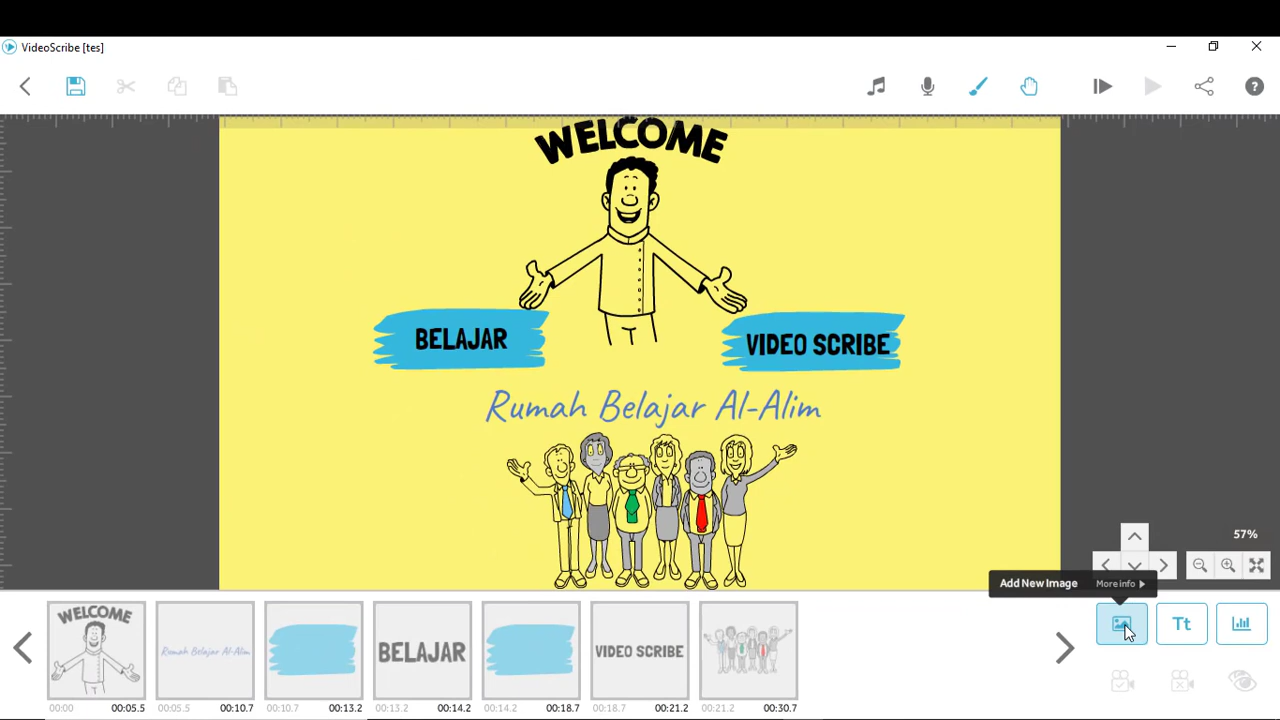 VideoScribe [tes]
WELCOME
BELAJAR
VIDEO SCRIBE
Rumah Belajar Al-Alim
57%
Add New Image More info
Tt
WELCOME
Rumah Belajar Al-Alim
BELAJAR
VIDEO SCRIBE
00:00 00:05.5 00:05.5 00:10.7 00:10.7 00:13.2 00:13.2 00:14.2 00:14.2 00:18.7 00:18.7 00:21.2 00:21.2 00:30.7